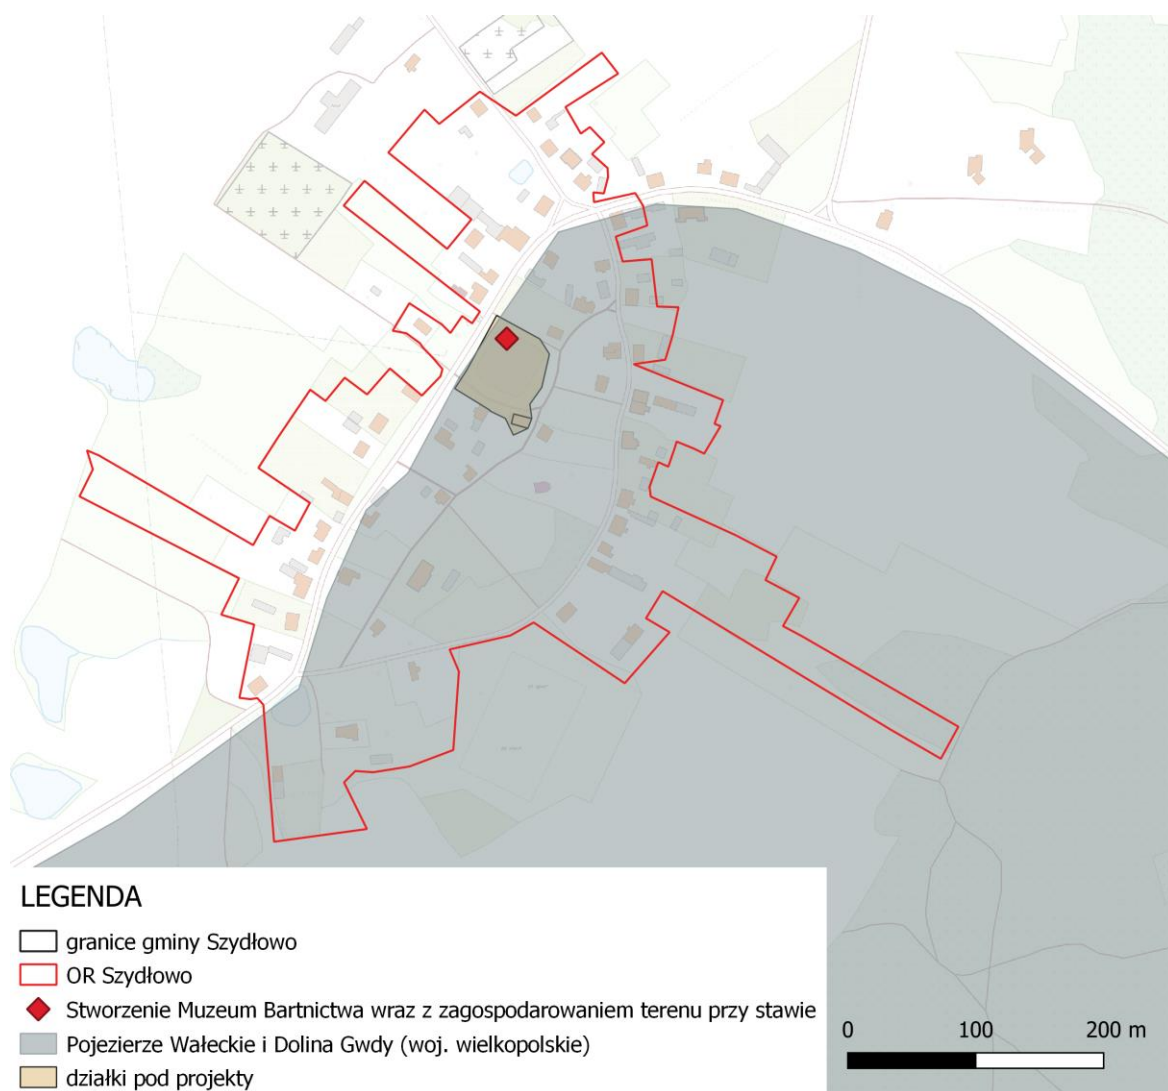 LEGENDA
granice gminy Szydłowo
OR Szydłowo
Stworzenie Muzeum Bartnictwa wraz z zagospodarowaniem terenu przy stawie
Pojezierze Wałeckie i Dolina Gwdy (woj. wielkopolskie)
działki pod projekty
0 100 200 m